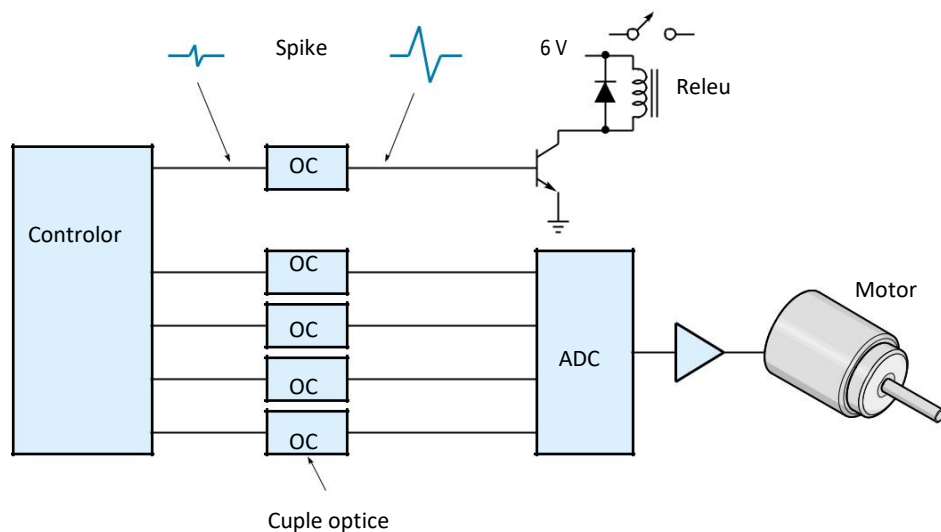 Spike
6 V
Releu
OC
Controlor
OC
OC
OC
OC
ADC
Motor
Cuple optice